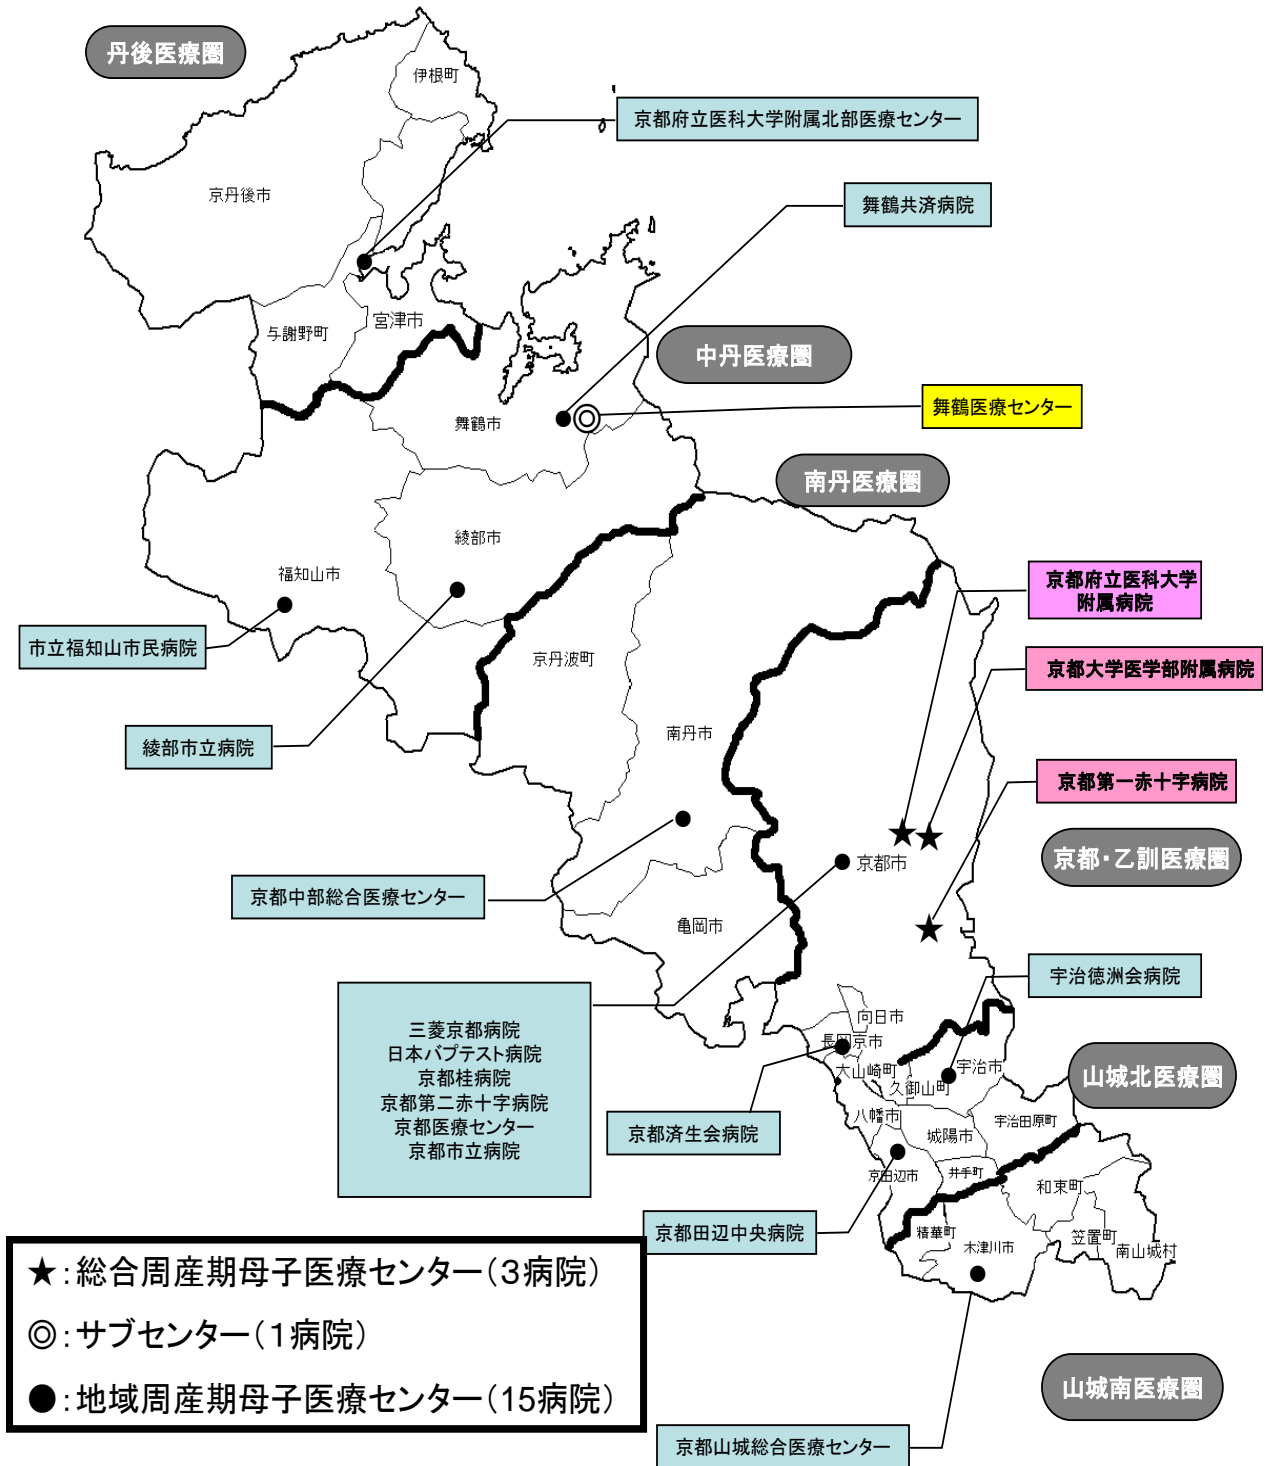 丹後医療圏
伊根町
京都府立医科大学附属北部医療センター
京丹後市
舞鶴共済病院
与謝野町
宮津市
中丹医療圏
舞鶴市
舞鶴医療センター
南丹医療圏
綾部市
福知山市
京都府立医科大学
附属病院
市立福知山市民病院
京丹波町
京都大学医学部附属病院
綾部市立病院
南丹市
京都第一赤十字病院
京都市
京都・乙訓医療圏
京都中部総合医療センター
亀岡市
宇治徳洲会病院
三菱京都病院
日本バプテスト病院
京都桂病院
京都第二赤十字病院
京都医療センター
京都市立病院
向日市
長岡京市
大山崎町
宇治市
久御山町
山城北医療圏
八幡市
城陽市
宇治田原町
京都済生会病院
京田辺市
井手町
和束町
京都田辺中央病院
精華町
木津川市
笠置町
南山城村
★：総合周産期母子医療センター（3病院）
◎：サブセンター（1病院）
●：地域周産期母子医療センター（15病院）
山城南医療圏
京都山城総合医療センター